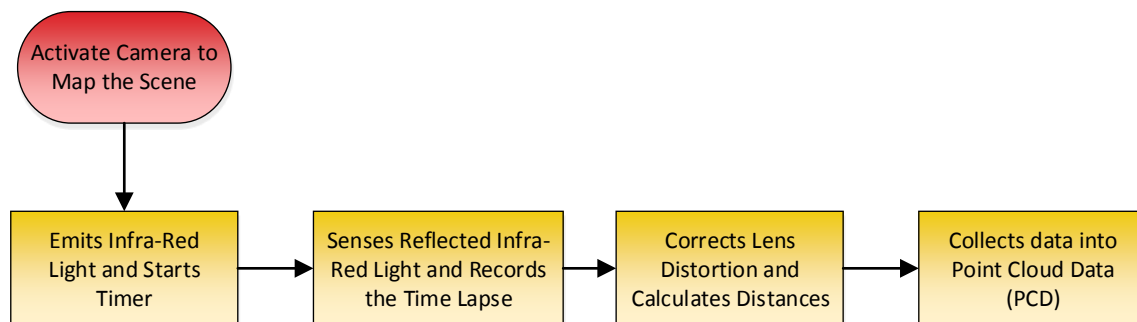 Activate Camera to
Map the Scene
Emits Infra-Red
Light and Starts
Timer
Senses Reflected Infra-
Red Light and Records
the Time Lapse
Corrects Lens
Distortion and
Calculates Distances
Collects data into
Point Cloud Data
(PCD)